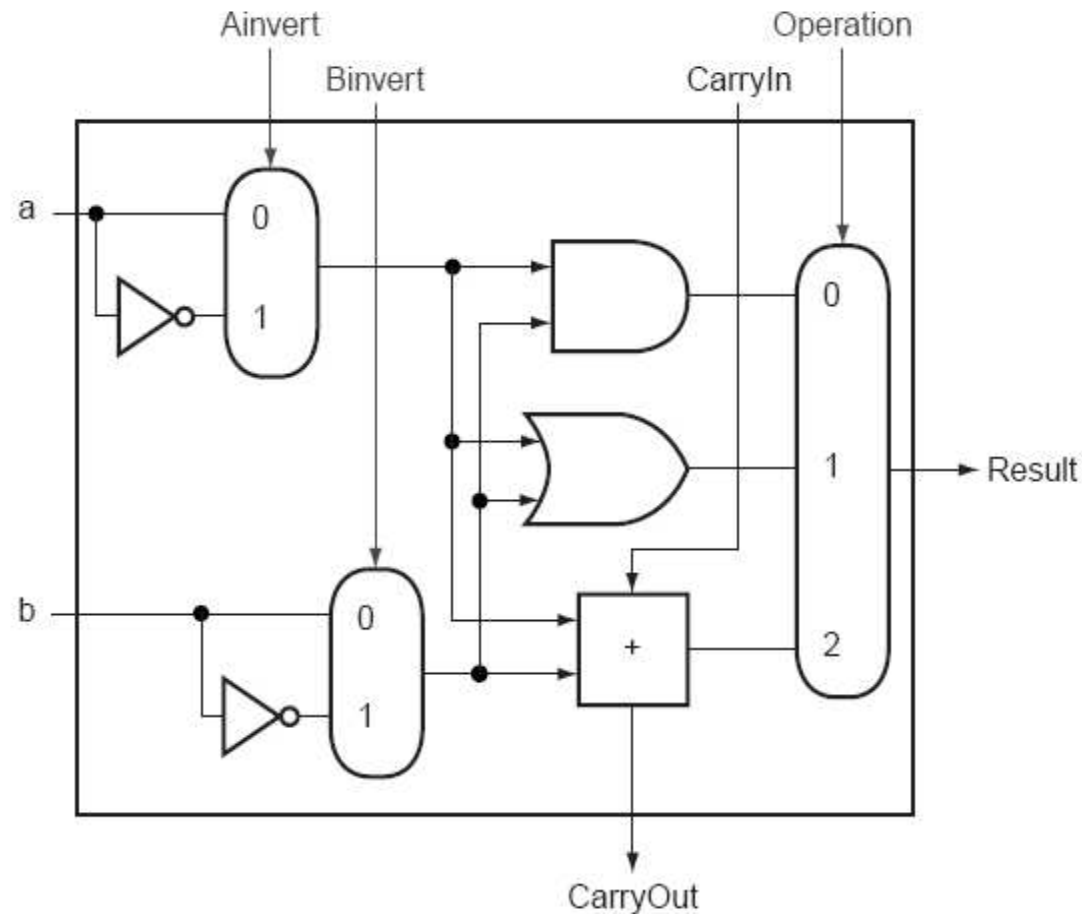 Ainvert
Operation
Binvert
CarryIn
a
0
1
0
1
Result
b
0
1
+
2
CarryOut